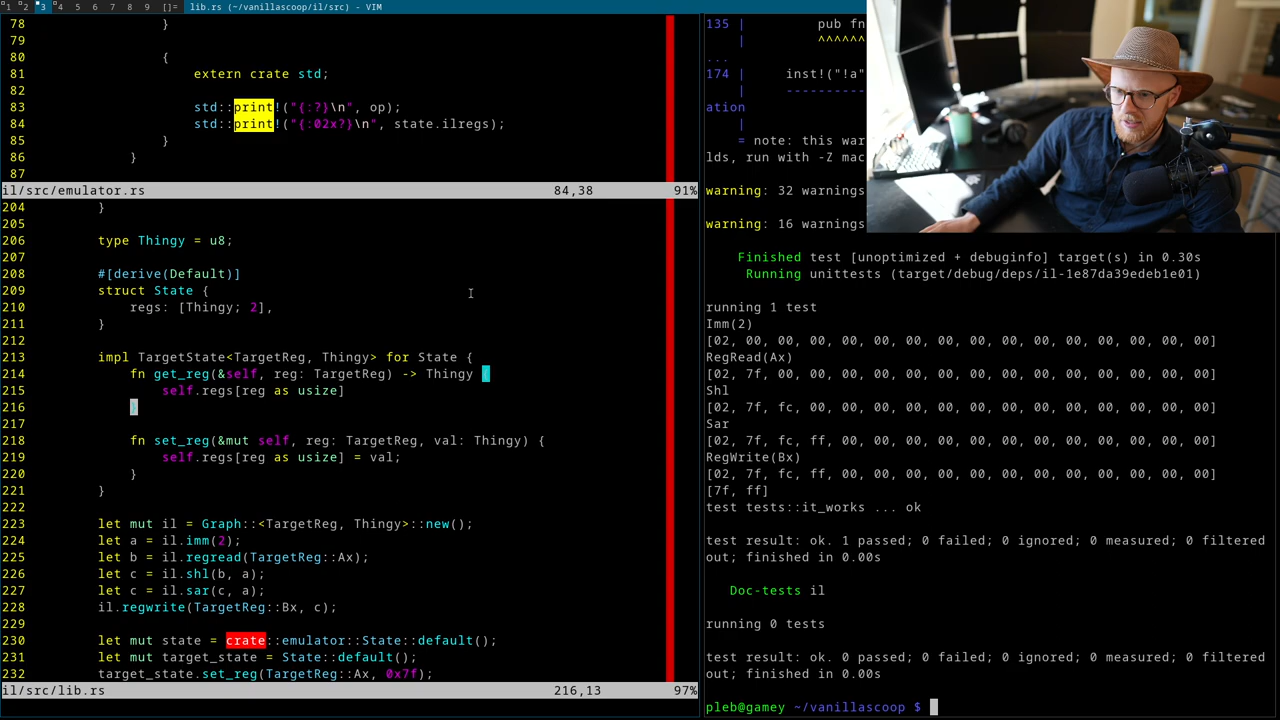 1 2 3 4 5 6 7 8 9 []= lib.rs (~/vanillascoop/il/src) - VIM
78 }
79
80 {
81 extern crate std;
82
83 std::print!("{:?}\n", op);
84 std::print!("{:02x?}\n", state.ilregs);
85 }
86 }
87
il/src/emulator.rs 84,38 91%
204 }
205
206 type Thingy = u8;
207
208 #[derive(Default)]
209 struct State {
210 regs: [Thingy; 2],
211 }
212
213 impl TargetState<TargetReg, Thingy> for State {
214 fn get_reg(&self, reg: TargetReg) -> Thingy {
215 self.regs[reg as usize]
216 }
217
218 fn set_reg(&mut self, reg: TargetReg, val: Thingy) {
219 self.regs[reg as usize] = val;
220 }
221 }
222
223 let mut il = Graph::<TargetReg, Thingy>::new();
224 let a = il.imm(2);
225 let b = il.regread(TargetReg::Ax);
226 let c = il.shl(b, a);
227 let c = il.sar(c, a);
228 il.regwrite(TargetReg::Bx, c);
229
230 let mut state = crate::emulator::State::default();
231 let mut target_state = State::default();
232 target_state.set_reg(TargetReg::Ax, 0x7f);
il/src/lib.rs 216,13 97%
135 | pub fn
| ^^^^^^
...
174 | inst!("!a"
| ----------
ation
|
= note: this war
lds, run with -Z mac
warning: 32 warnings
warning: 16 warnings
Finished test [unoptimized + debuginfo] target(s) in 0.30s
Running unittests (target/debug/deps/il-1e87da39edeb1e01)
running 1 test
Imm(2)
[02, 00, 00, 00, 00, 00, 00, 00, 00, 00, 00, 00, 00, 00, 00, 00]
RegRead(Ax)
[02, 7f, 00, 00, 00, 00, 00, 00, 00, 00, 00, 00, 00, 00, 00, 00]
Shl
[02, 7f, fc, 00, 00, 00, 00, 00, 00, 00, 00, 00, 00, 00, 00, 00]
Sar
[02, 7f, fc, ff, 00, 00, 00, 00, 00, 00, 00, 00, 00, 00, 00, 00]
RegWrite(Bx)
[02, 7f, fc, ff, 00, 00, 00, 00, 00, 00, 00, 00, 00, 00, 00, 00]
[7f, ff]
test tests::it_works ... ok
test result: ok. 1 passed; 0 failed; 0 ignored; 0 measured; 0 filtered
out; finished in 0.00s
Doc-tests il
running 0 tests
test result: ok. 0 passed; 0 failed; 0 ignored; 0 measured; 0 filtered
out; finished in 0.00s
pleb@gamey ~/vanillascoop $